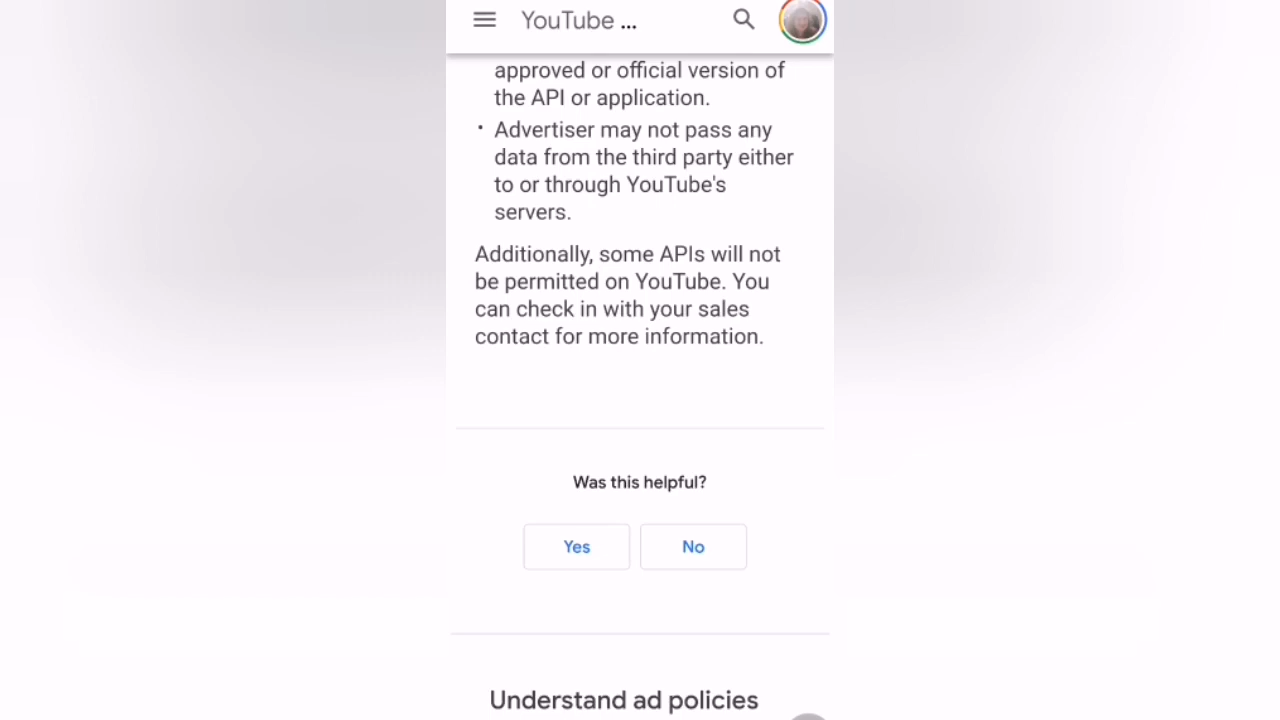 YouTube ...
approved or official version of
the API or application.
· Advertiser may not pass any
data from the third party either
to or through YouTube's
servers.
Additionally, some APIs will not
be permitted on YouTube. You
can check in with your sales
contact for more information.
Was this helpful?
Yes No
Understand ad policies